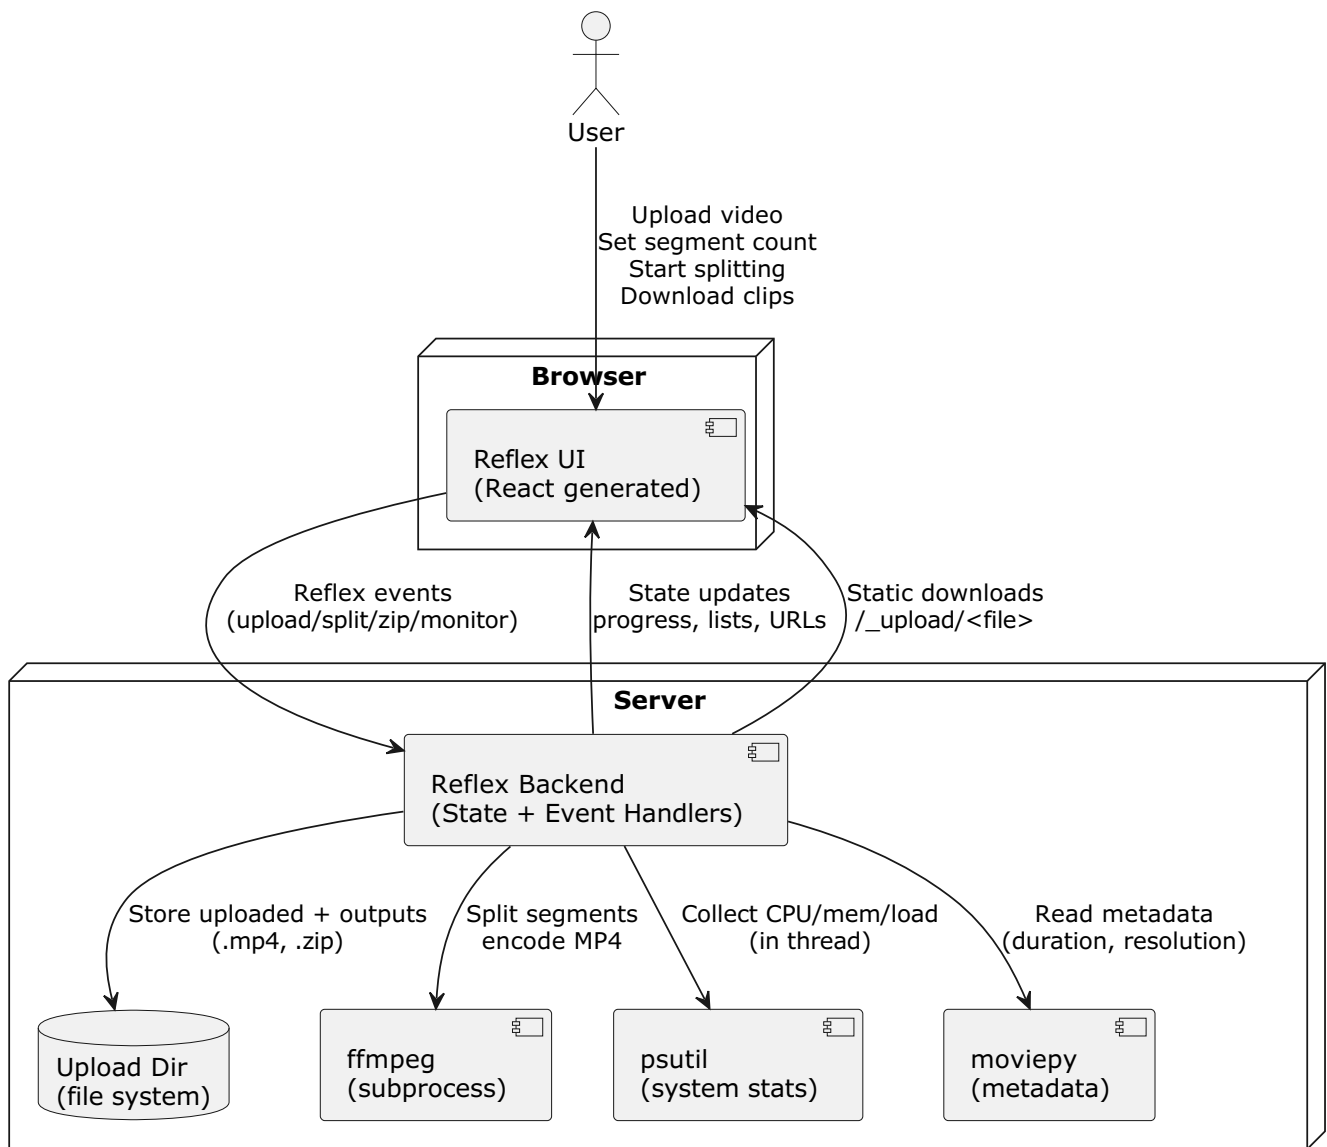 User
Upload video
Set segment count
Start splitting
Download clips
Browser
Reflex UI
(React generated)
Reflex events
(upload/split/zip/monitor)
State updates
progress, lists, URLs
Static downloads
/_upload/<file>
Server
Reflex Backend
(State + Event Handlers)
Store uploaded + outputs
(.mp4, .zip)
Split segments
encode MP4
Collect CPU/mem/load
(in thread)
Read metadata
(duration, resolution)
Upload Dir
(file system)
ffmpeg
(subprocess)
psutil
(system stats)
moviepy
(metadata)